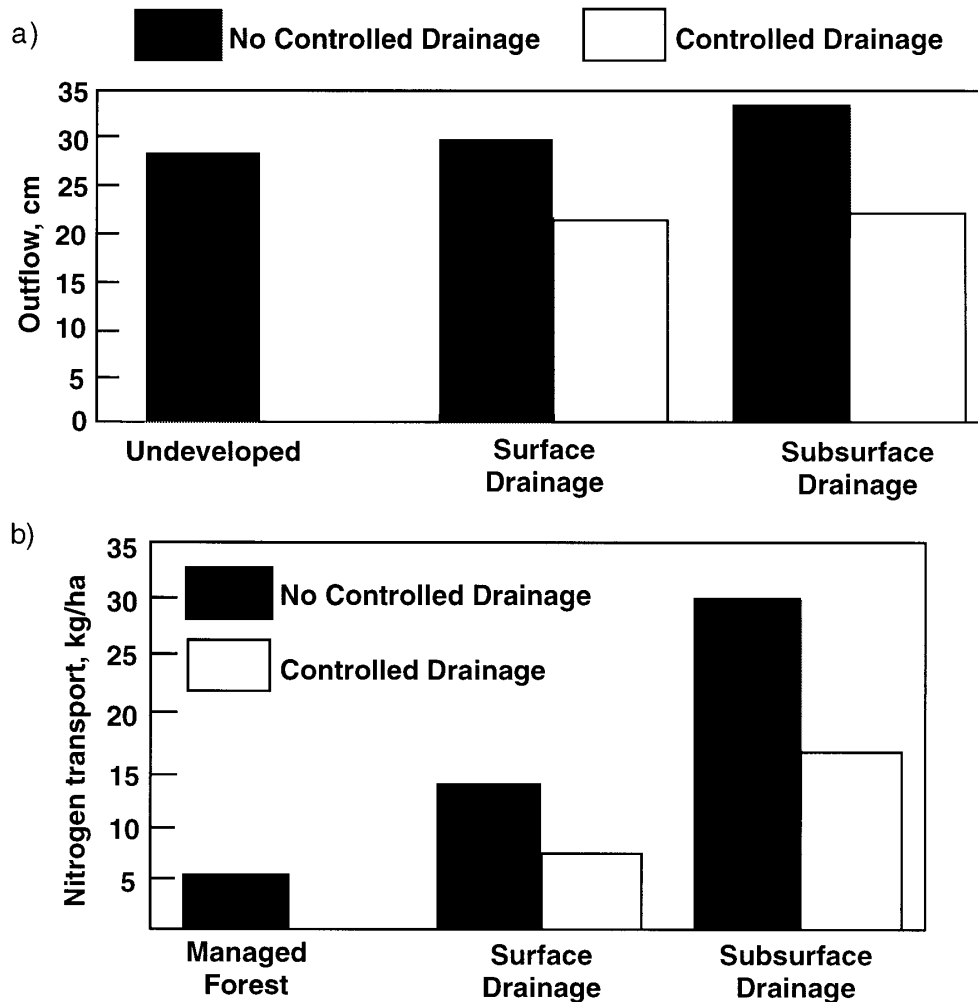 a)
No Controlled Drainage
Controlled Drainage
35
30
25
20
15
10
5
0
Outflow, cm
Undeveloped
Surface
Drainage
Subsurface
Drainage
b)
35
30
25
20
15
10
5
Nitrogen transport, kg/ha
No Controlled Drainage
Controlled Drainage
Managed
Forest
Surface
Drainage
Subsurface
Drainage